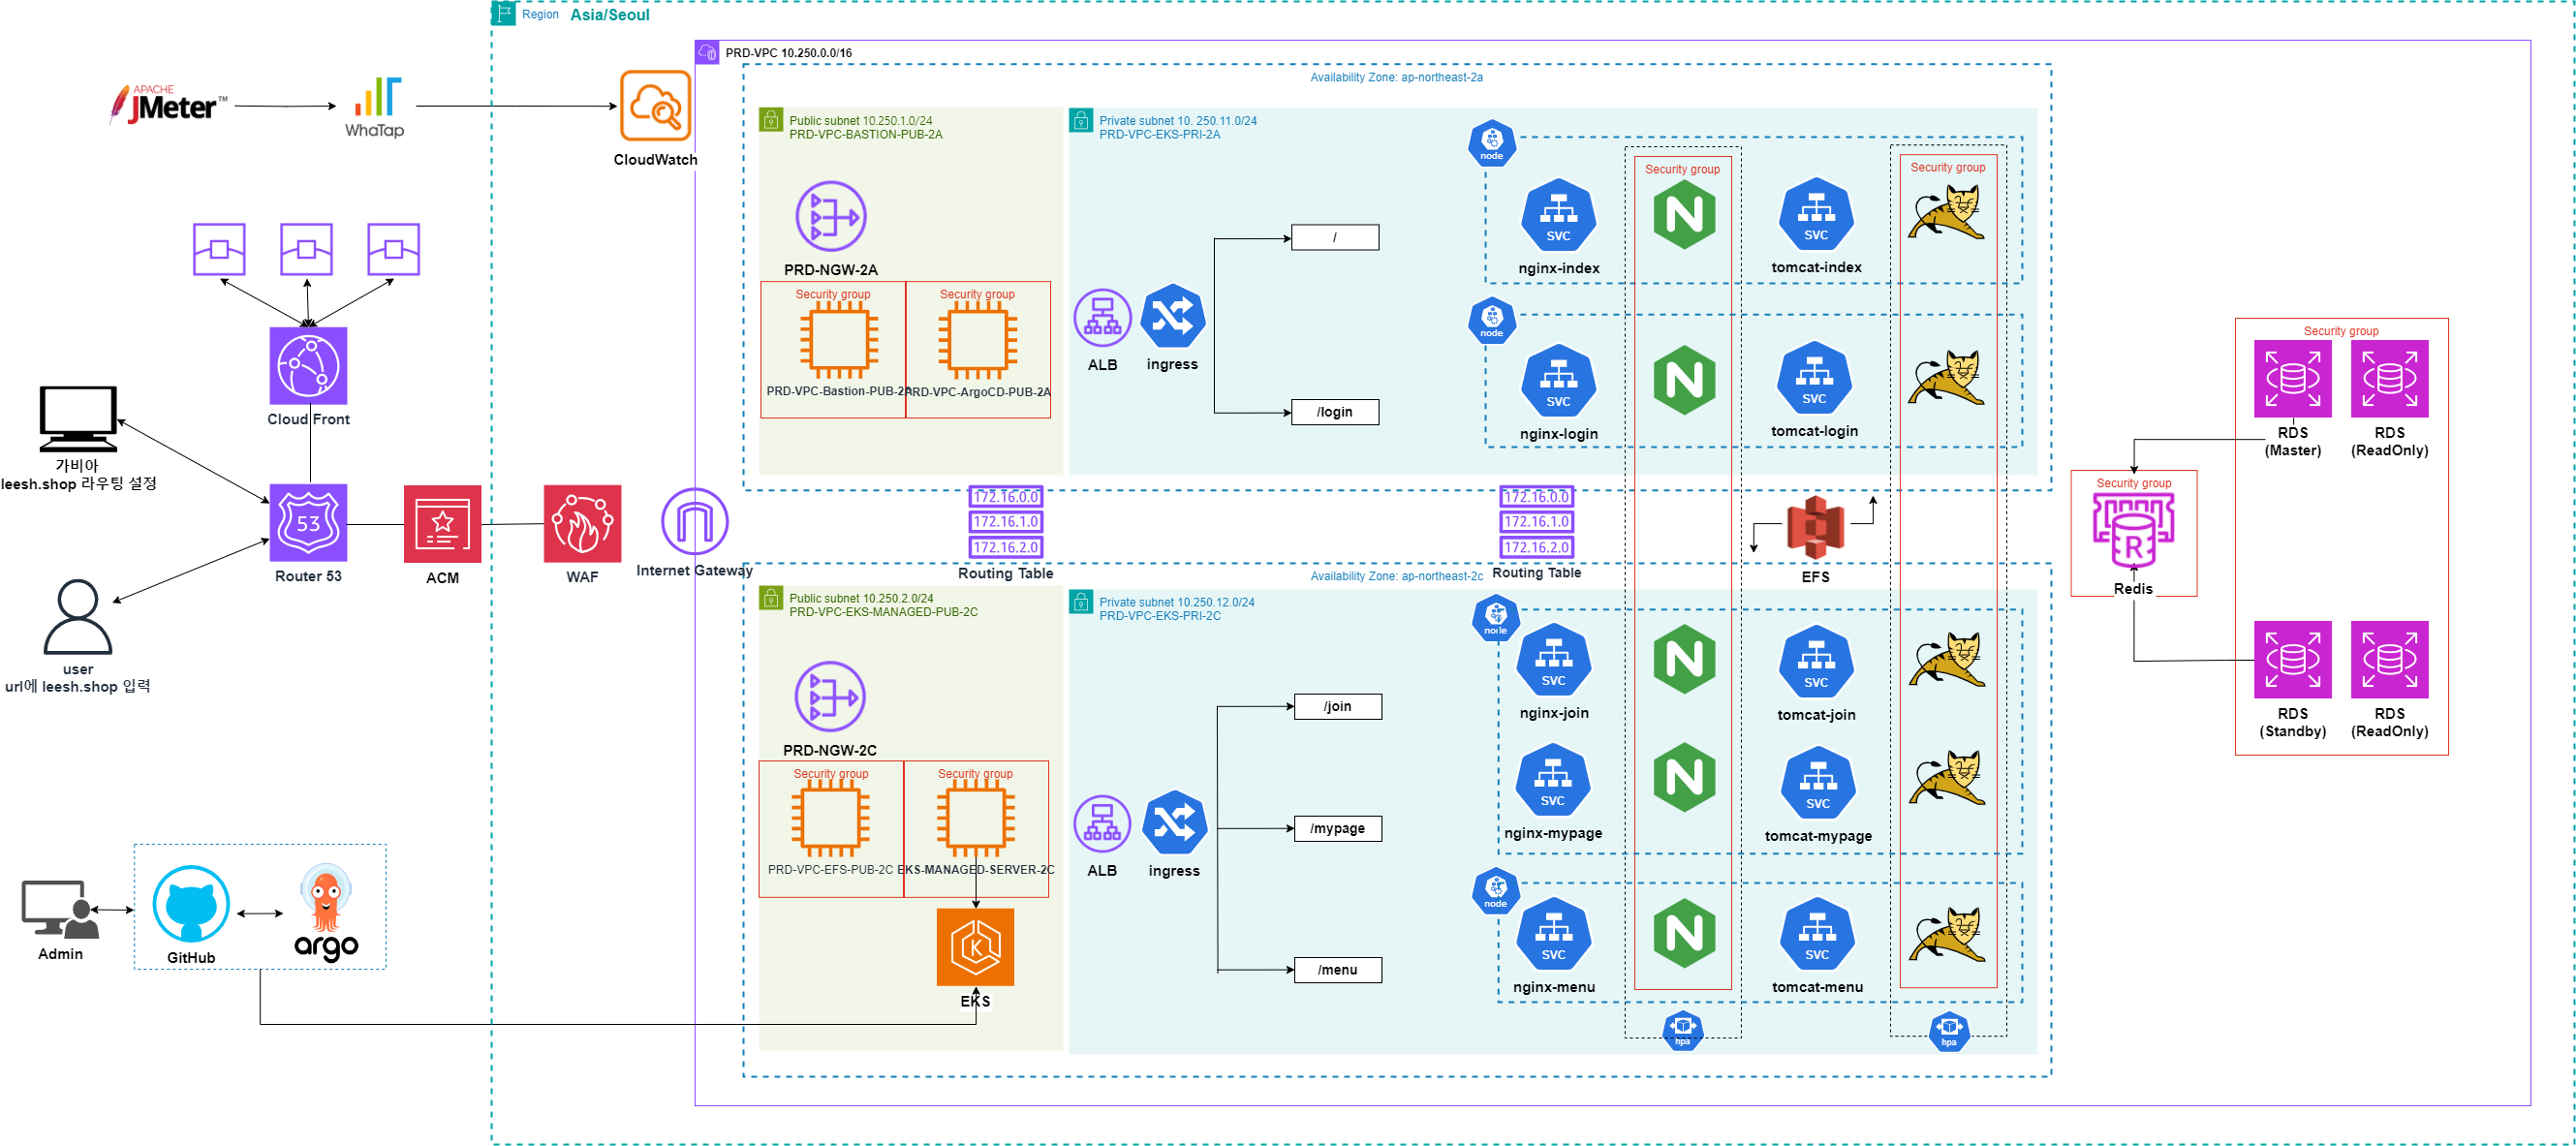 Region
Asia/Seoul
PRD-VPC 10.250.0.0/16
Availability Zone: ap-northeast-2a
APACHE
JMeter™
WhaTap
CloudWatch
Public subnet 10.250.1.0/24
PRD-VPC-BASTION-PUB-2A
Private subnet 10. 250.11.0/24
PRD-VPC-EKS-PRI-2A
PRD-NGW-2A
Security group
Security group
PRD-VPC-Bastion-PUB-2A
PRD-VPC-ArgoCD-PUB-2A
ALB
ingress
/
/login
node
SVC
nginx-index
Security group
SVC
tomcat-index
Security group
node
SVC
nginx-login
SVC
tomcat-login
Cloud Front
가비아
leesh.shop 라우팅 설정
53
Router 53
ACM
WAF
Internet Gateway
user
url에 leesh.shop 입력
172.16.0.0
172.16.1.0
172.16.2.0
Routing Table
172.16.0.0
172.16.1.0
172.16.2.0
Routing Table
EFS
Security group
RDS
(Master)
RDS
(ReadOnly)
Security group
R
Redis
RDS
(Standby)
RDS
(ReadOnly)
Availability Zone: ap-northeast-2c
Public subnet 10.250.2.0/24
PRD-VPC-EKS-MANAGED-PUB-2C
Private subnet 10.250.12.0/24
PRD-VPC-EKS-PRI-2C
PRD-NGW-2C
Security group
Security group
PRD-VPC-EFS-PUB-2C
EKS-MANAGED-SERVER-2C
K
EKS
ALB
ingress
/join
/mypage
/menu
node
SVC
nginx-join
SVC
tomcat-join
SVC
nginx-mypage
SVC
tomcat-mypage
node
SVC
nginx-menu
SVC
tomcat-menu
hpa
hpa
Admin
GitHub
argo